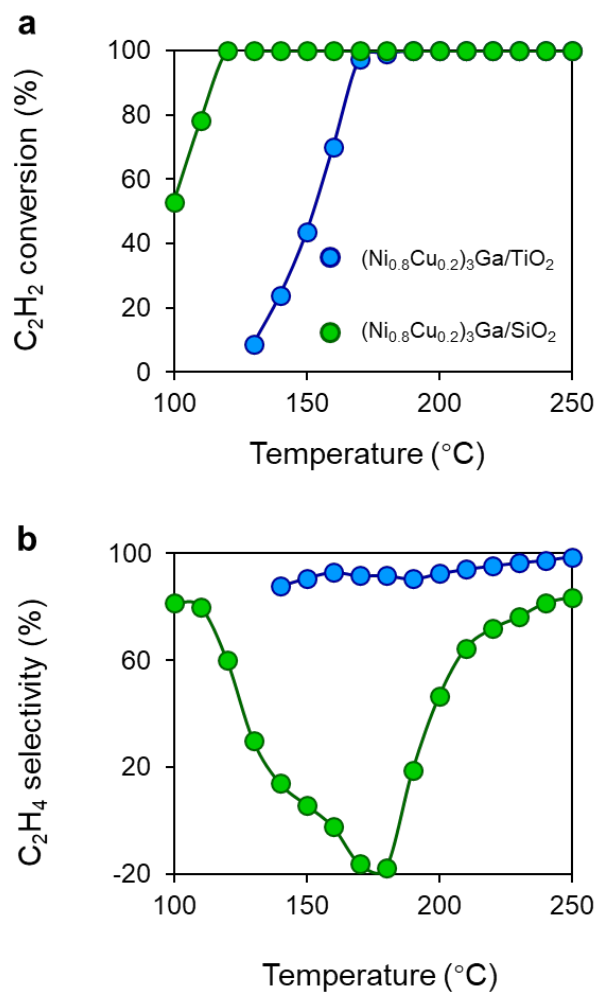 a
C₂H₂ conversion (%)
100
80
60
40
20
0
(Ni₀.₈Cu₀.₂)₃Ga/TiO₂
(Ni₀.₈Cu₀.₂)₃Ga/SiO₂
100 150 200 250
Temperature (°C)
b
C₂H₄ selectivity (%)
100
60
20
-20
100 150 200 250
Temperature (°C)